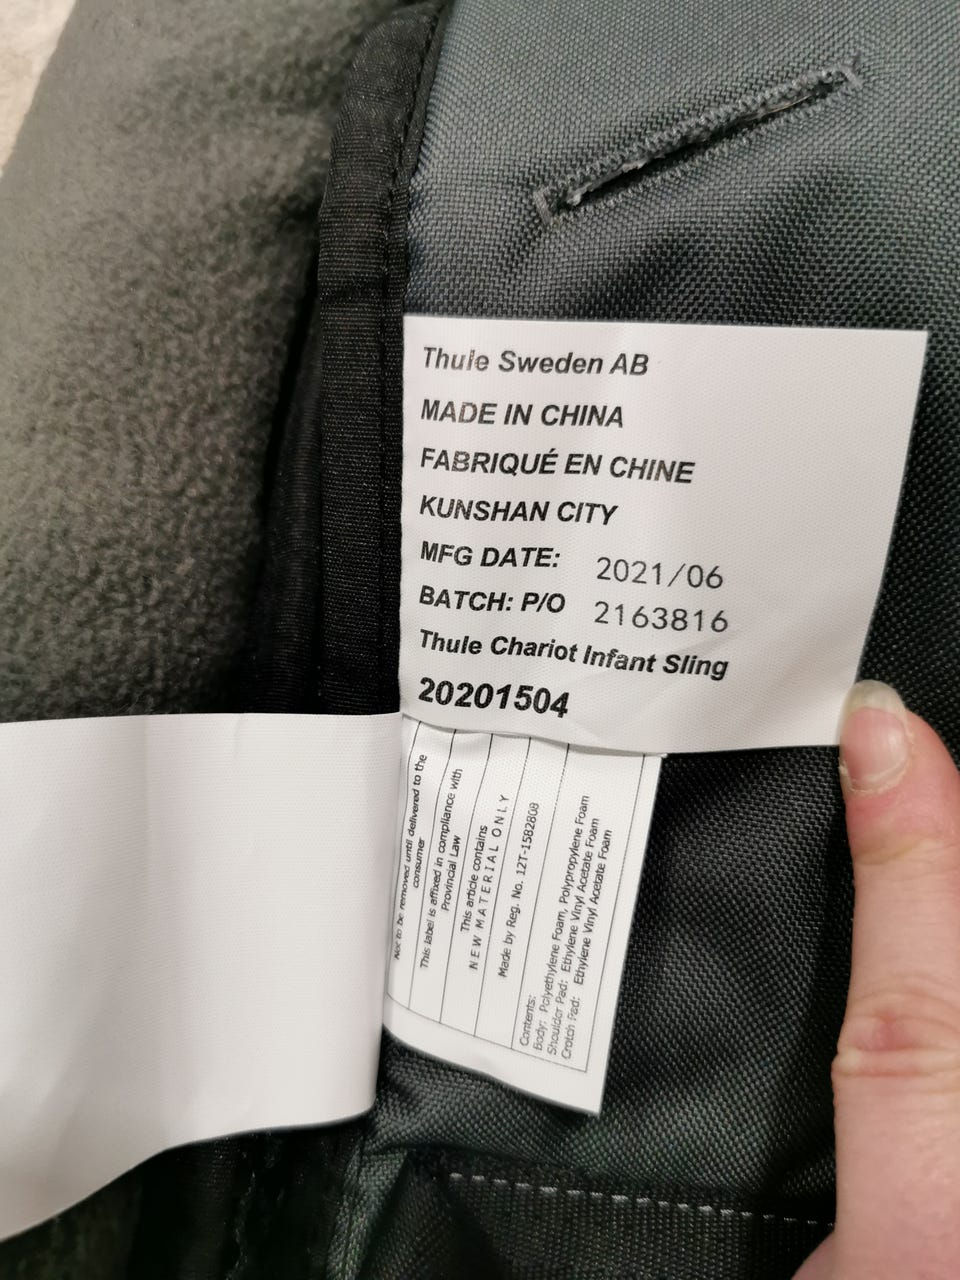 Thule Sweden AB
MADE IN CHINA
FABRIQUÉ EN CHINE
KUNSHAN CITY
MFG DATE: 2021/06
BATCH: P/O 2163816
Thule Chariot Infant Sling
20201504
Not to be removed until delivered to the
consumer
This label is affixed in compliance with
Provincial Law
This article contains
NEW MATERIAL ONLY
Made by Reg. No. 12T-1582808
Contents:
Body: Polyethylene Foam, Polypropylene Foam
Shoulder Pad: Ethylene Vinyl Acetate Foam
Crotch Pad: Ethylene Vinyl Acetate Foam